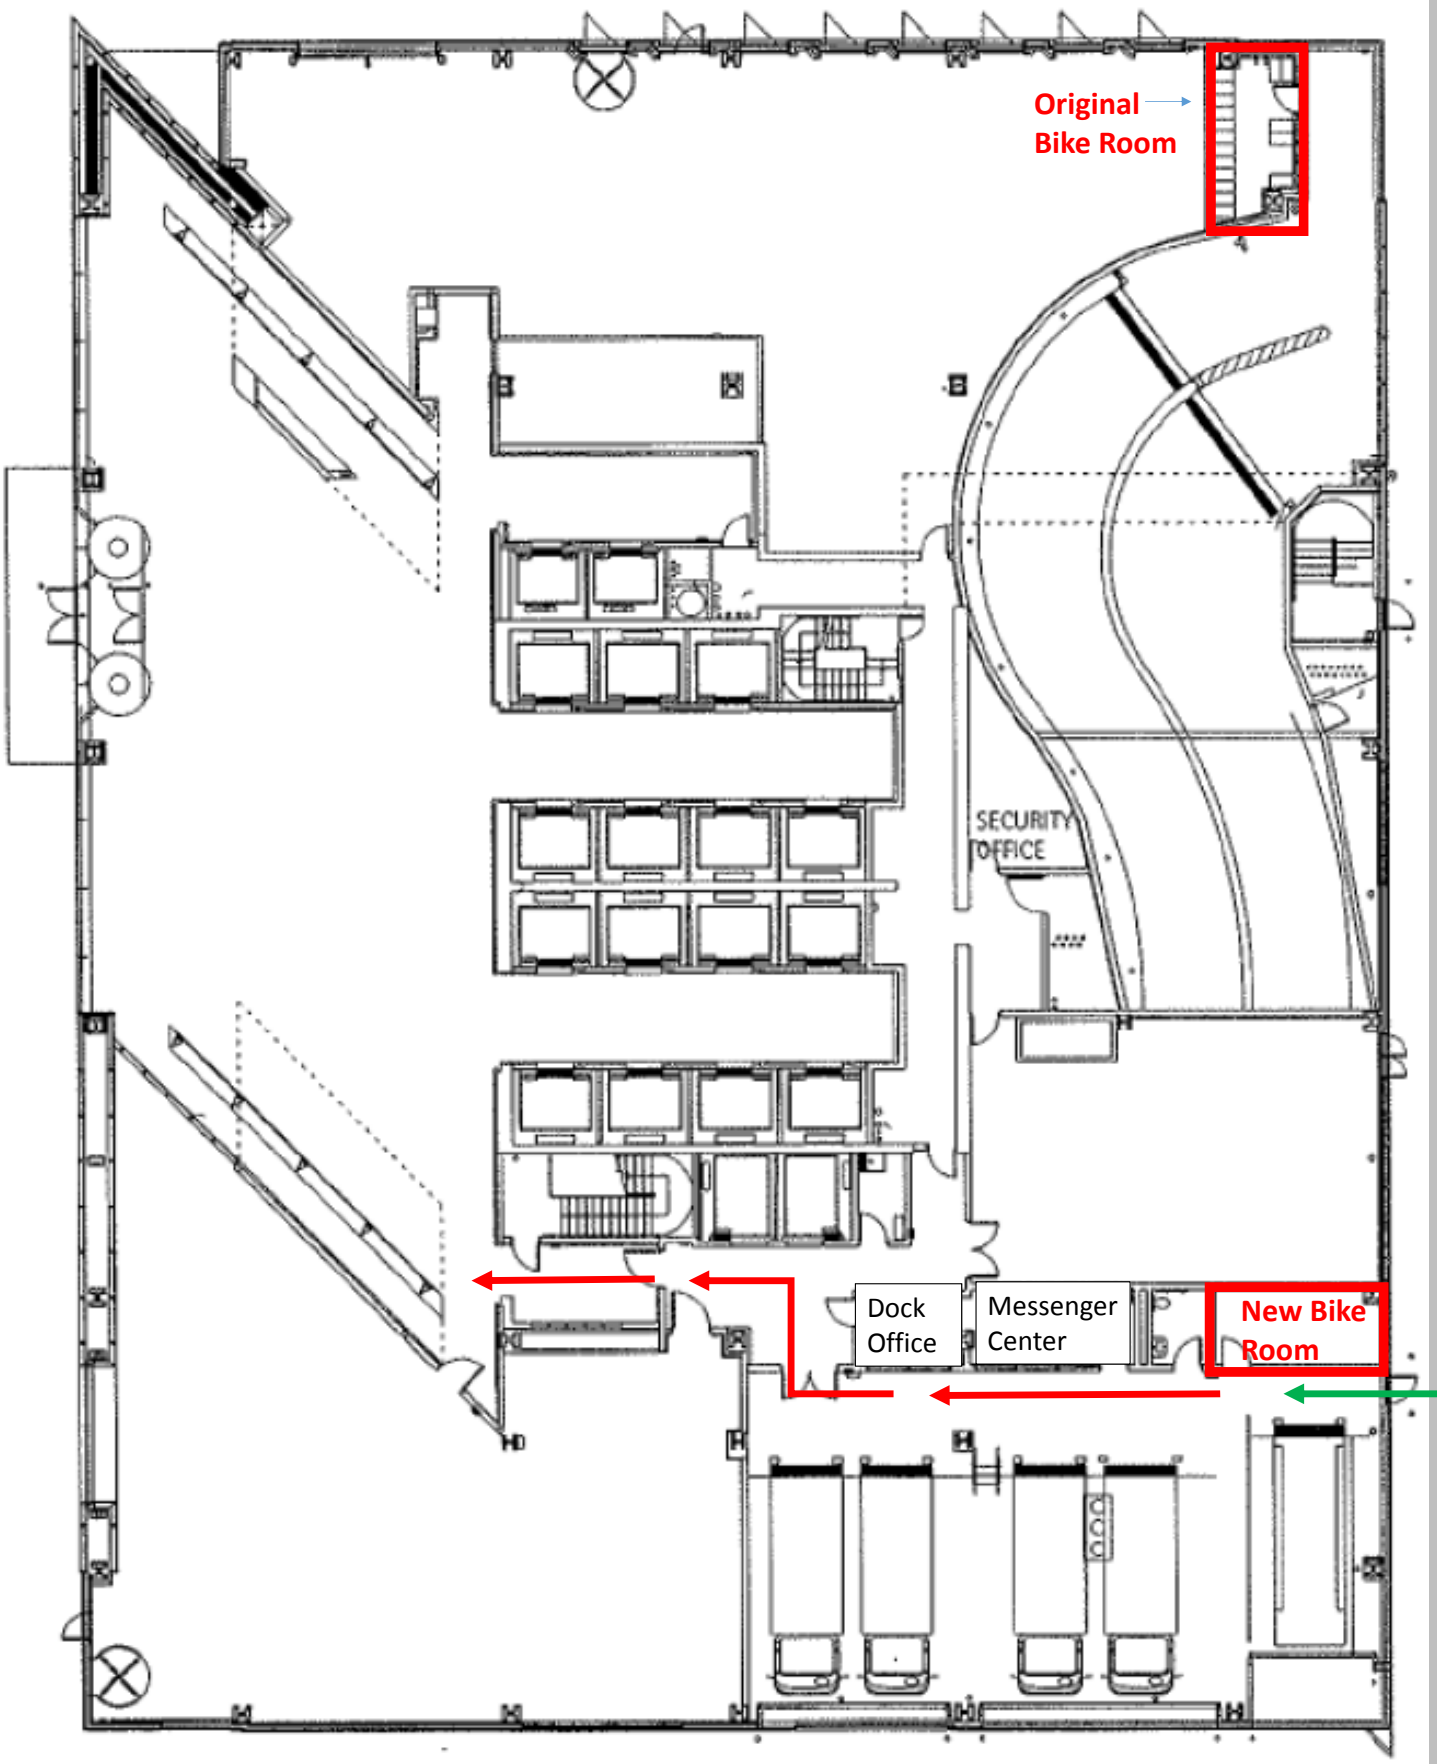 Original
Bike Room
SECURITY
OFFICE
Dock
Office
Messenger
Center
New Bike
Room